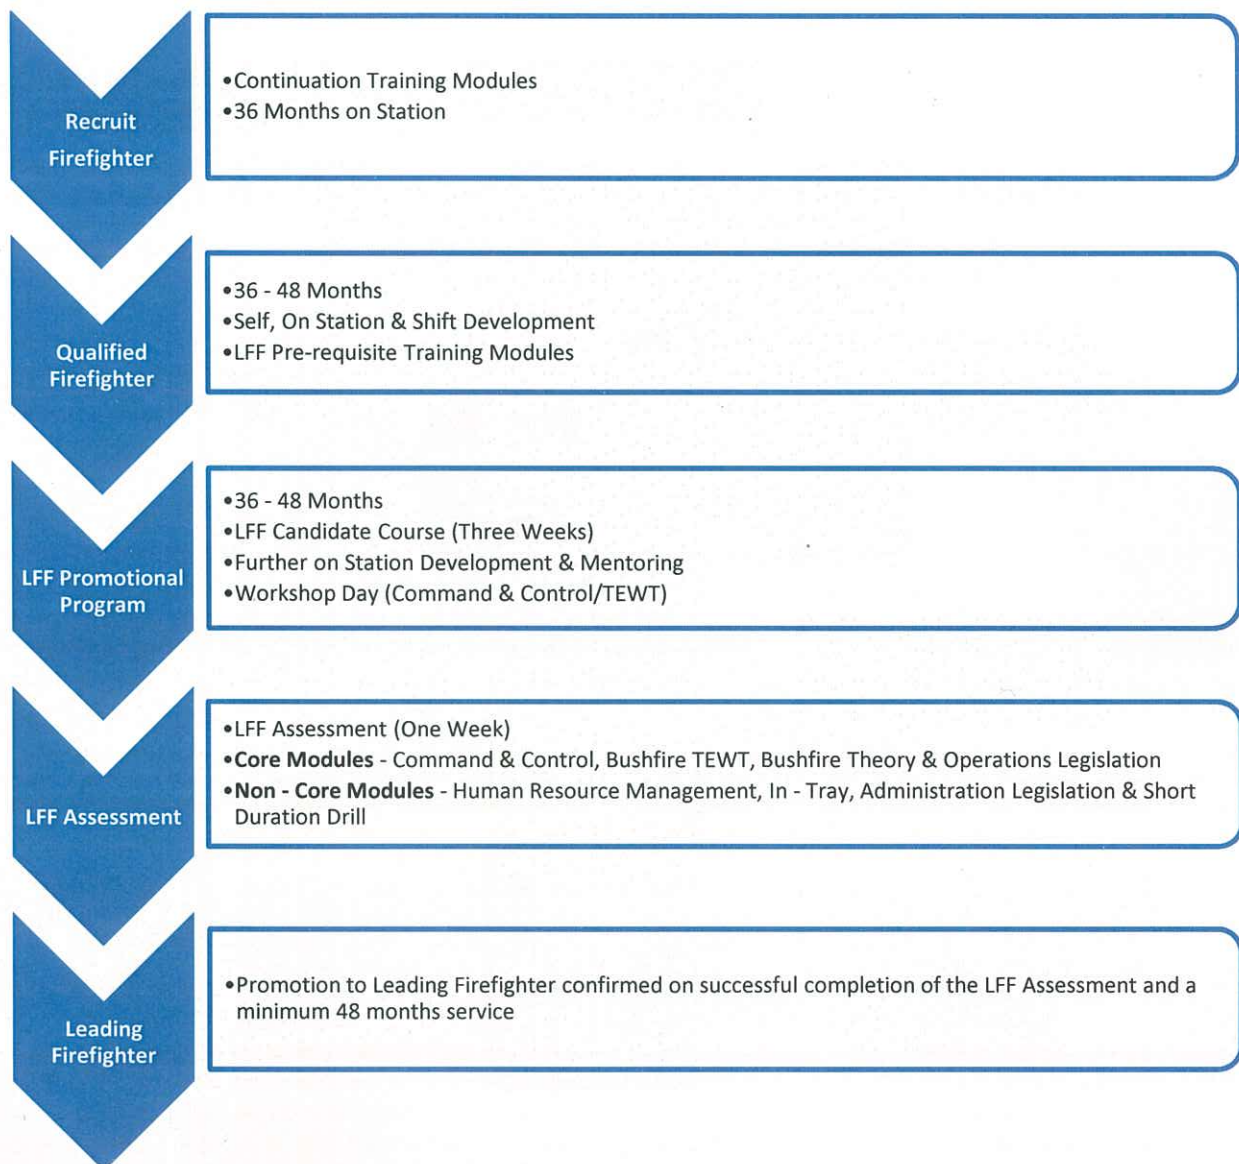 Recruit
Firefighter
•Continuation Training Modules
•36 Months on Station
Qualified
Firefighter
•36 - 48 Months
•Self, On Station & Shift Development
•LFF Pre-requisite Training Modules
LFF Promotional
Program
•36 - 48 Months
•LFF Candidate Course (Three Weeks)
•Further on Station Development & Mentoring
•Workshop Day (Command & Control/TEWT)
LFF Assessment
•LFF Assessment (One Week)
•Core Modules - Command & Control, Bushfire TEWT, Bushfire Theory & Operations Legislation
•Non - Core Modules - Human Resource Management, In - Tray, Administration Legislation & Short
Duration Drill
Leading
Firefighter
•Promotion to Leading Firefighter confirmed on successful completion of the LFF Assessment and a
minimum 48 months service